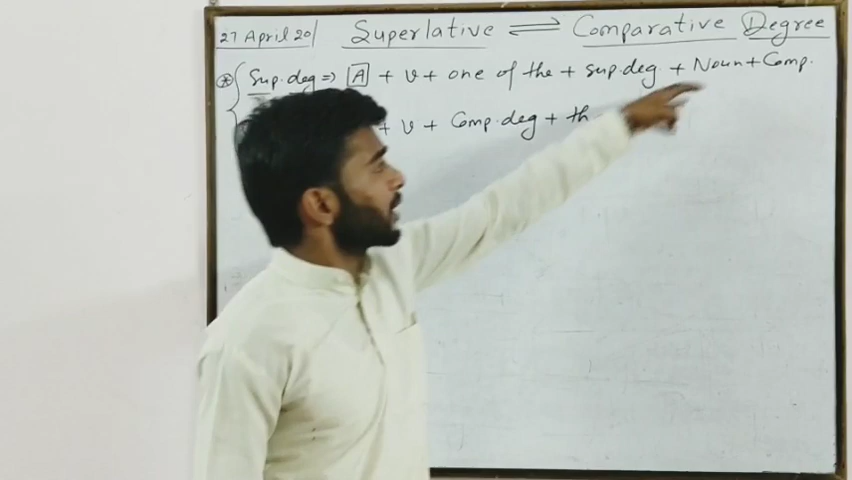 27 April 20 Superlative ⇌ Comparative Degree
⊛ { Sup. deg ⇒ A + v + one of the + sup. deg + Noun + Comp.
+ v + Comp. deg + th